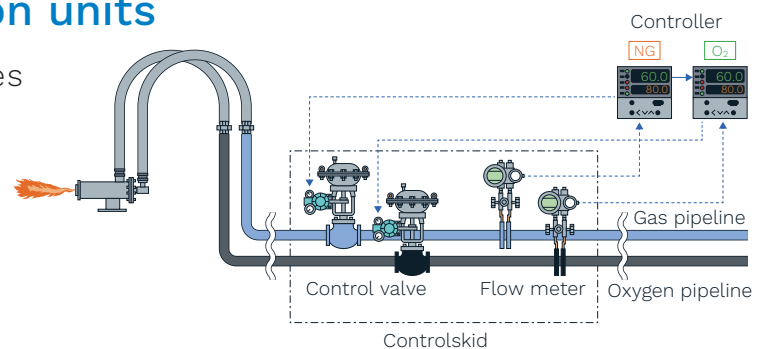 on units
es
Controller
NG
O₂
60.0
80.0
60.0
80.0
Gas pipeline
Control valve
Flow meter
Oxygen pipeline
Controlskid